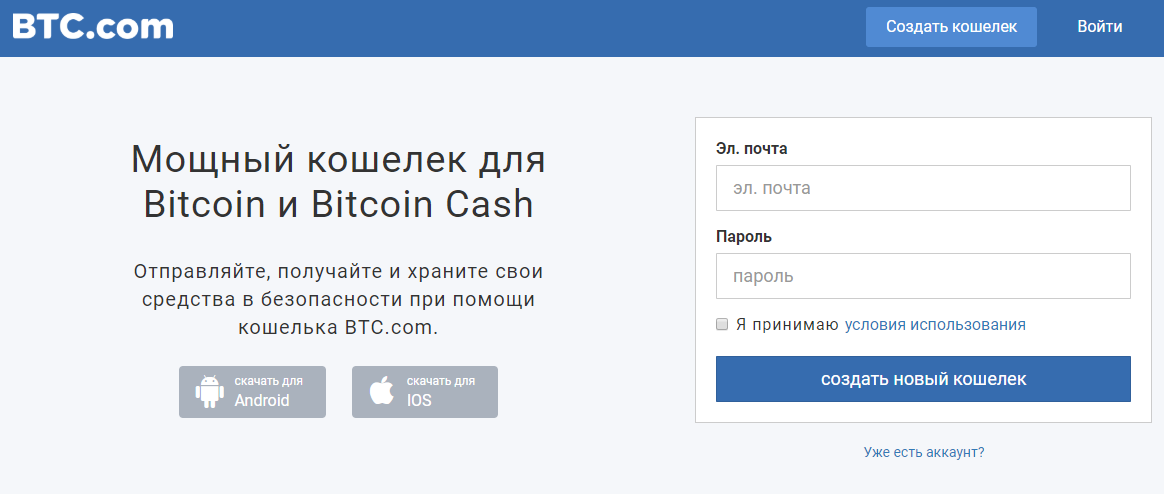 BTC.com
Создать кошелек
Войти
Мощный кошелек для
Bitcoin и Bitcoin Cash
Отправляйте, получайте и храните свои
средства в безопасности при помощи
кошелька BTC.com.
скачать для
Android
скачать для
IOS
Эл. почта
эл. почта
Пароль
пароль
Я принимаю условия использования
создать новый кошелек
Уже есть аккаунт?